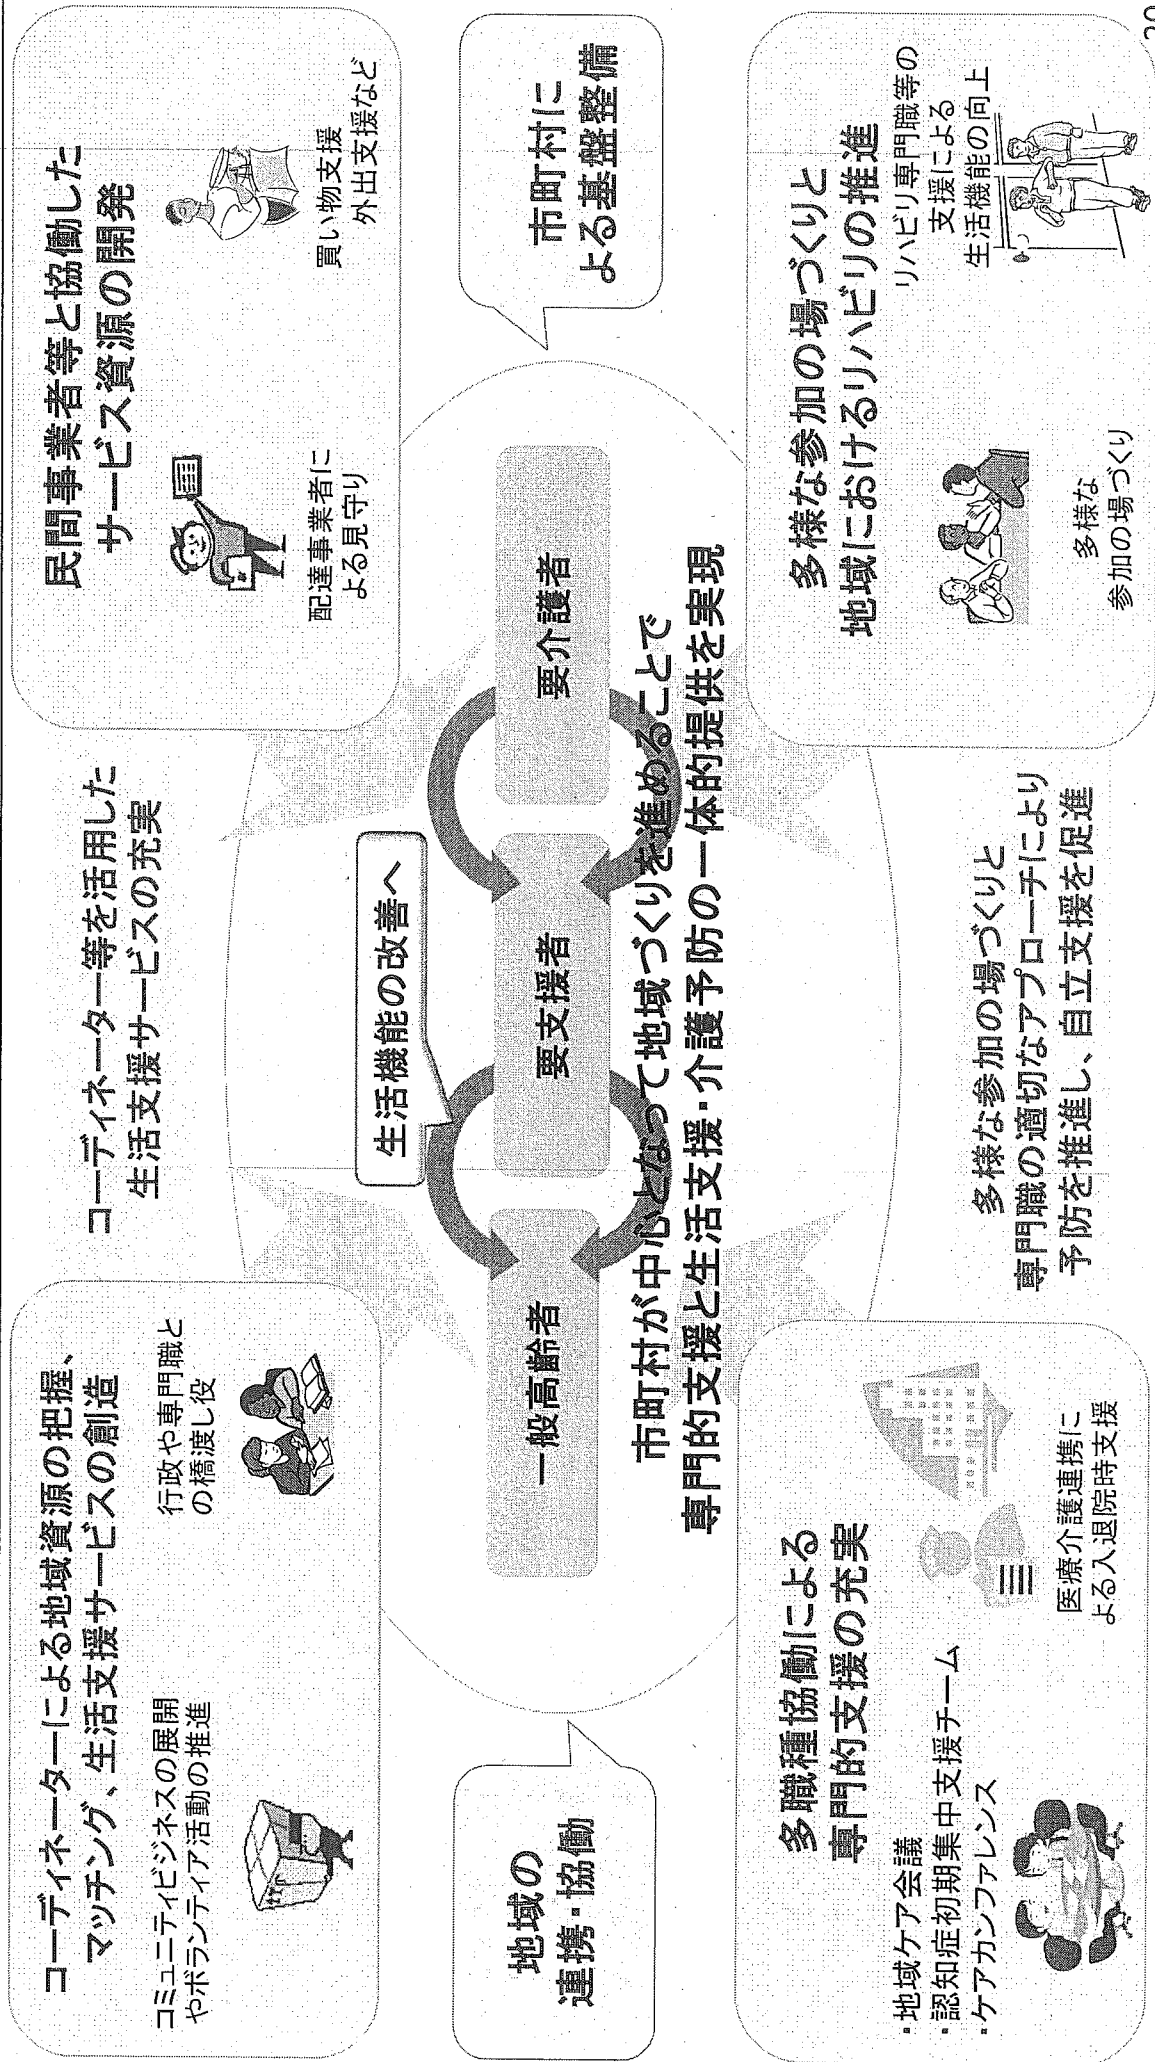 コーディネーターによる地域資源の把握、
マッチング、生活支援サービスの創造
コミュニティビジネスの展開
やボランティア活動の推進
行政や専門職と
の橋渡し役
コーディネーター等を活用した
生活支援サービスの充実
民間事業者等と協働した
サービス資源の開発
配達事業者に
よる見守り
買い物支援
外出支援など
地域の
連携・協働
生活機能の改善へ
一般高齢者
要支援者
要介護者
市町村に
よる基盤整備
市町村が中心となって地域づくりを進めることで
専門的支援と生活支援・介護予防の一体的提供を実現
多職種協働による
専門的支援の充実
・地域ケア会議
・認知症初期集中支援チーム
・ケアカンファレンス
医療介護連携に
よる入退院時支援
多様な参加の場づくりと
専門職の適切なアプローチにより
予防を推進し、自立支援を促進
多様な参加の場づくりと
地域におけるリハビリの推進
リハビリ専門職等の
支援による
生活機能の向上
多様な
参加の場づくり